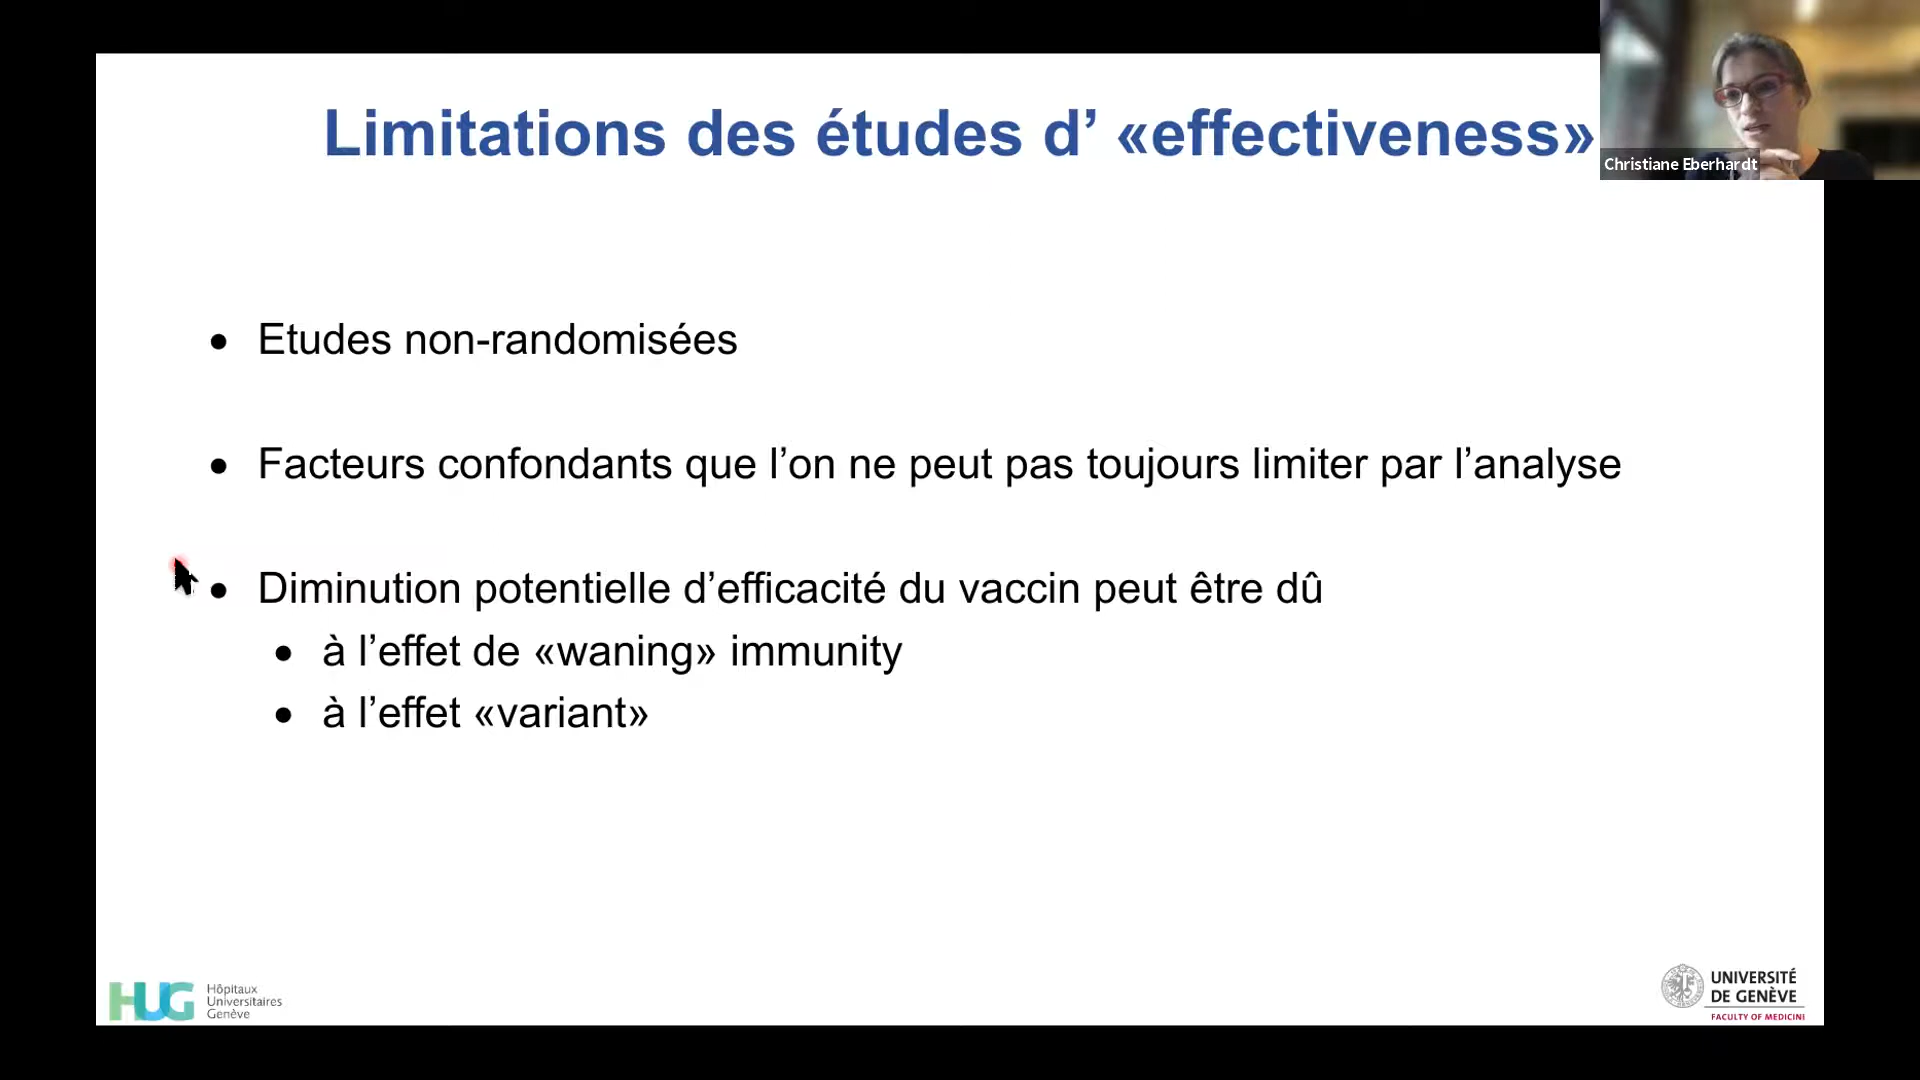 Limitations des études d’ «effectiveness»
Christiane Eberhardt
• Etudes non-randomisées
• Facteurs confondants que l’on ne peut pas toujours limiter par l’analyse
• Diminution potentielle d’efficacité du vaccin peut être dû
• à l’effet de «waning» immunity
• à l’effet «variant»
HUG
Hôpitaux
Universitaires
Genève
UNIVERSITÉ
DE GENÈVE
FACULTY OF MEDICINE